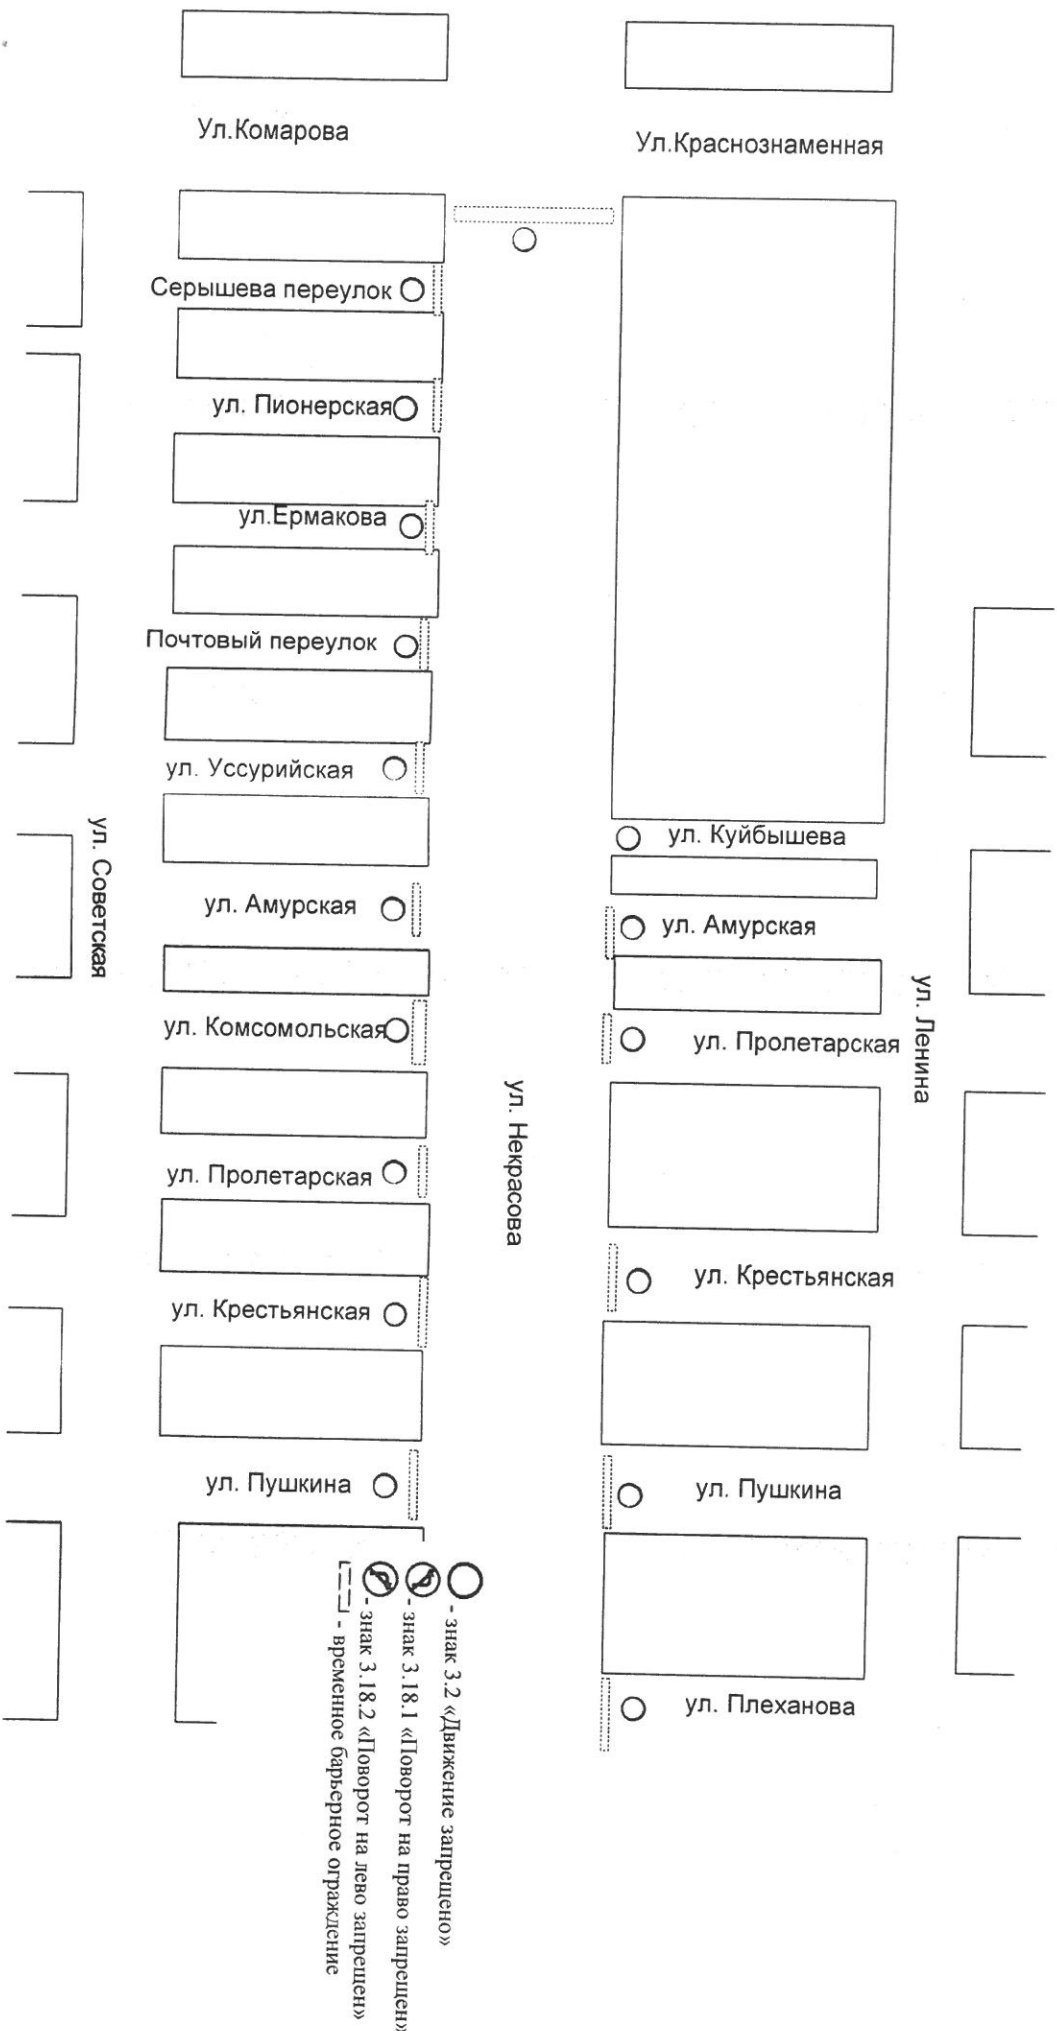 Ул.Комарова
Ул.Краснознаменная
Серышева переулок
ул. Пионерская
ул.Ермакова
Почтовый переулок
ул. Уссурийская
ул. Куйбышева
ул. Советская
ул. Амурская
ул. Амурская
ул. Ленина
ул. Комсомольская
ул. Пролетарская
ул. Некрасова
ул. Пролетарская
ул. Крестьянская
ул. Крестьянская
ул. Пушкина
ул. Пушкина
ул. Плеханова
- знак 3.2 «Движение запрещено»
- знак 3.18.1 «Поворот на право запрещен»
- знак 3.18.2 «Поворот на лево запрещен»
- временное барьерное ограждение